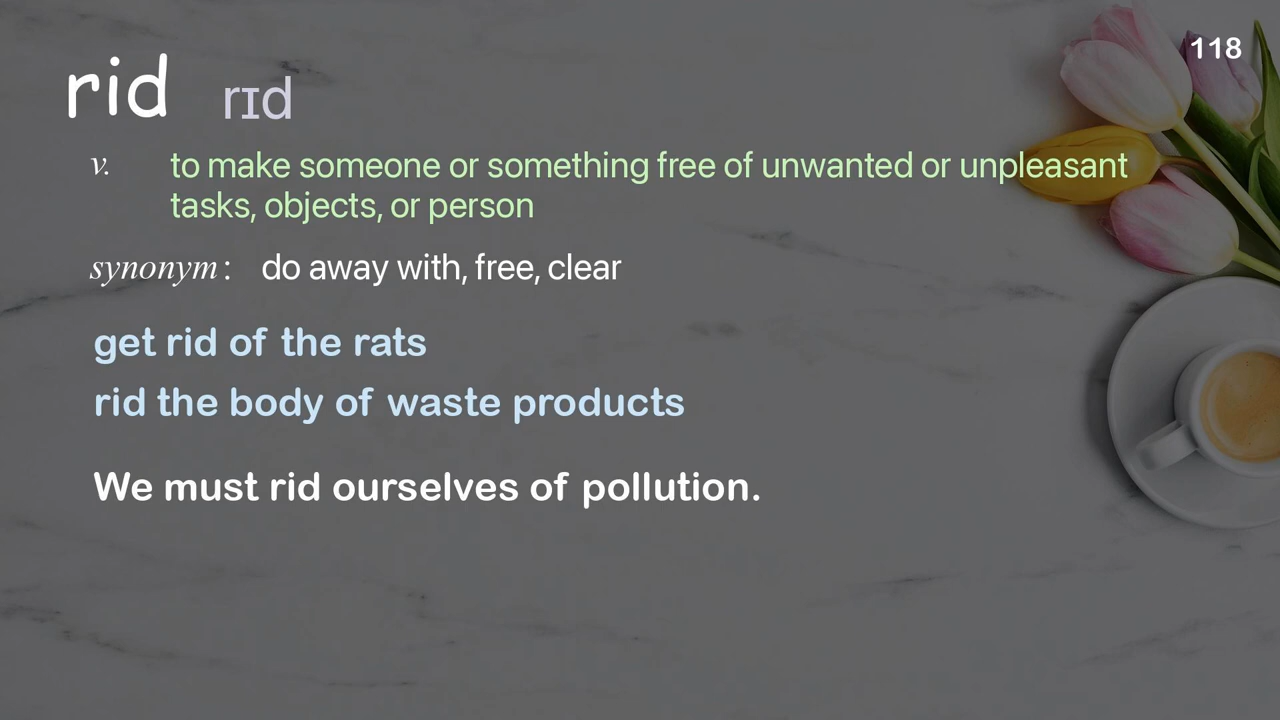 118
rid rɪd
v. to make someone or something free of unwanted or unpleasant
tasks, objects, or person
synonym: do away with, free, clear
get rid of the rats
rid the body of waste products
We must rid ourselves of pollution.